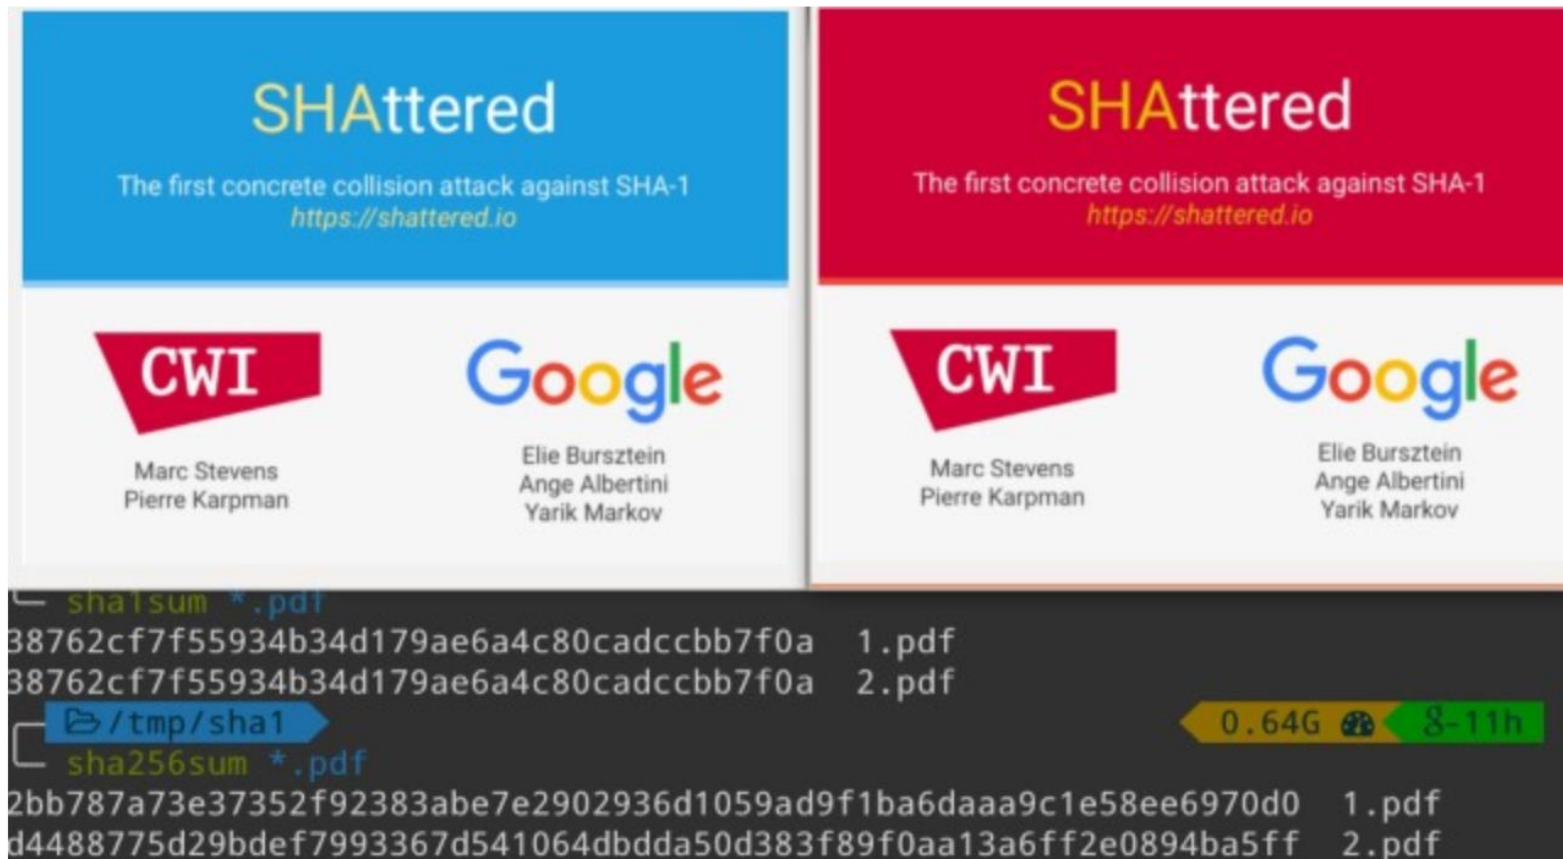 SHAttered
The first concrete collision attack against SHA-1
https://shattered.io
CWI
Marc Stevens
Pierre Karpman
Google
Elie Bursztein
Ange Albertini
Yarik Markov
SHAttered
The first concrete collision attack against SHA-1
https://shattered.io
CWI
Marc Stevens
Pierre Karpman
Google
Elie Bursztein
Ange Albertini
Yarik Markov
sha1sum *.pdf
38762cf7f55934b34d179ae6a4c80cadccbb7f0a 1.pdf
38762cf7f55934b34d179ae6a4c80cadccbb7f0a 2.pdf
/tmp/sha1
0.64G
g-11h
sha256sum *.pdf
2bb787a73e37352f92383abe7e2902936d1059ad9f1ba6daaa9c1e58ee6970d0 1.pdf
d4488775d29bdef7993367d541064dbdda50d383f89f0aa13a6ff2e0894ba5ff 2.pdf